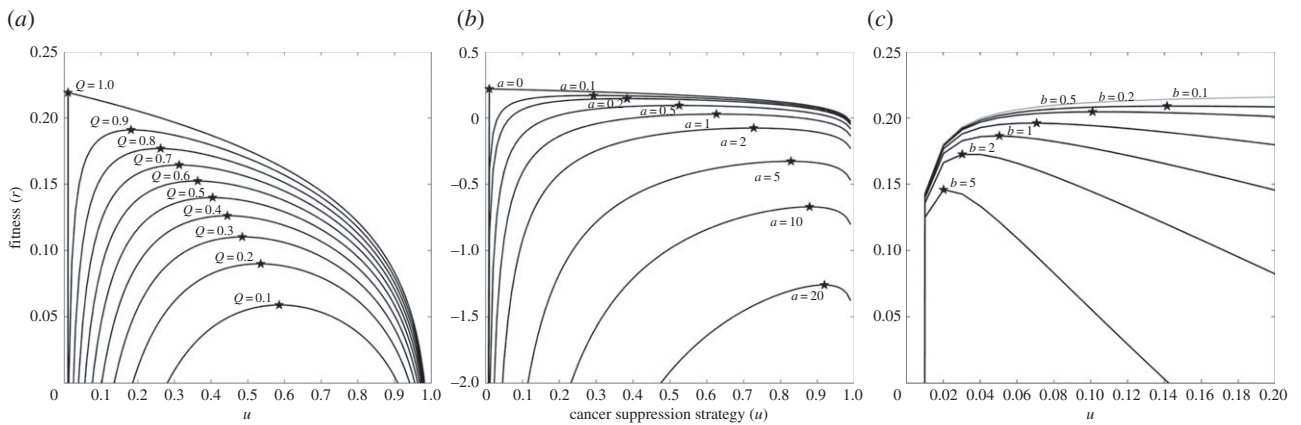 (a)
0.25
0.20
0.15
0.10
0.05
fitness (r)
Q = 1.0
Q = 0.9
Q = 0.8
Q = 0.7
Q = 0.6
Q = 0.5
Q = 0.4
Q = 0.3
Q = 0.2
Q = 0.1
0 0.1 0.2 0.3 0.4 0.5 0.6 0.7 0.8 0.9 1.0
u
(b)
0.5
0
−0.5
−1.0
−1.5
−2.0
a = 0
a = 0.1
a = 0.2
a = 0.5
a = 1
a = 2
a = 5
a = 10
a = 20
0 0.1 0.2 0.3 0.4 0.5 0.6 0.7 0.8 0.9 1.0
cancer suppression strategy (u)
(c)
0.25
0.20
0.15
0.20
0.05
b = 0.1
b = 0.2
b = 0.5
b = 1
b = 2
b = 5
0 0.02 0.04 0.06 0.08 0.10 0.12 0.14 0.16 0.18 0.20
u